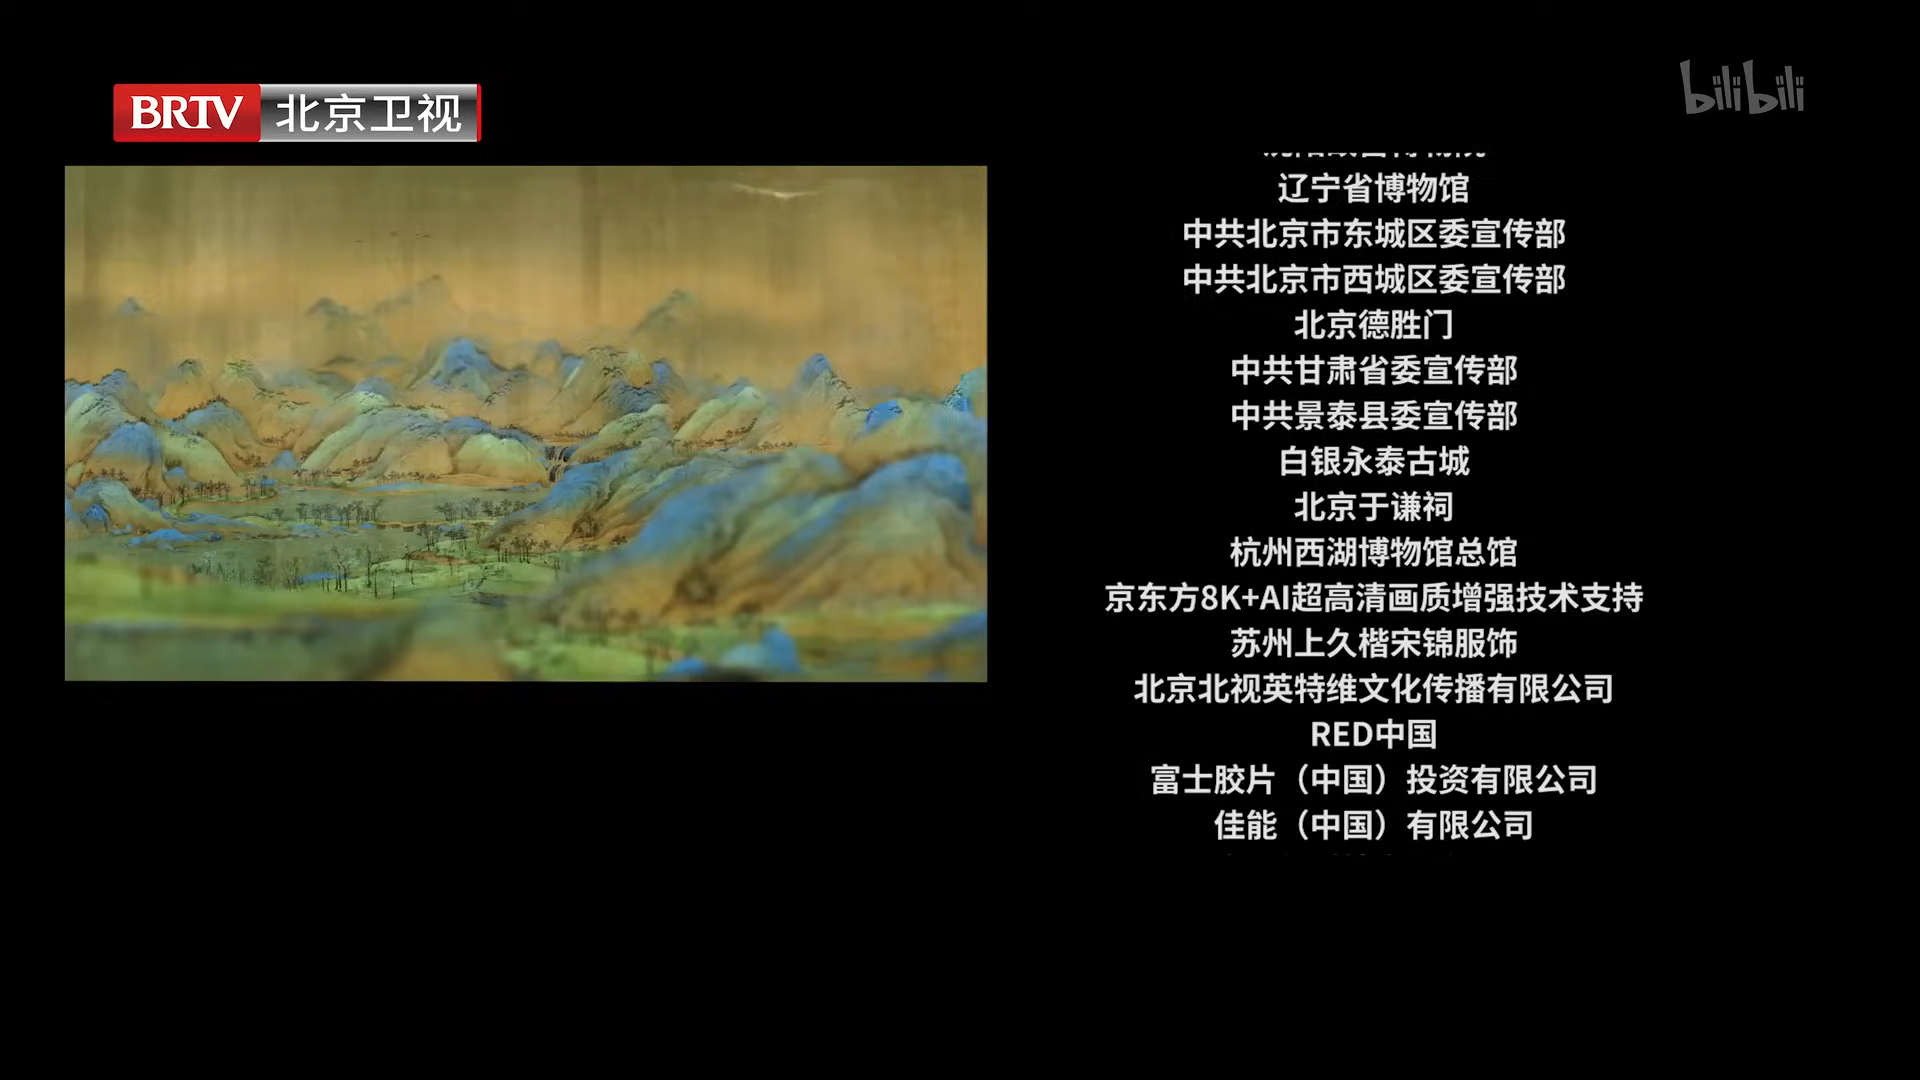 BRTV 北京卫视
bilibili
辽宁省博物馆
中共北京市东城区委宣传部
中共北京市西城区委宣传部
北京德胜门
中共甘肃省委宣传部
中共景泰县委宣传部
白银永泰古城
北京于谦祠
杭州西湖博物馆总馆
京东方8K+AI超高清画质增强技术支持
苏州上久楷宋锦服饰
北京北视英特维文化传播有限公司
RED中国
富士胶片（中国）投资有限公司
佳能（中国）有限公司